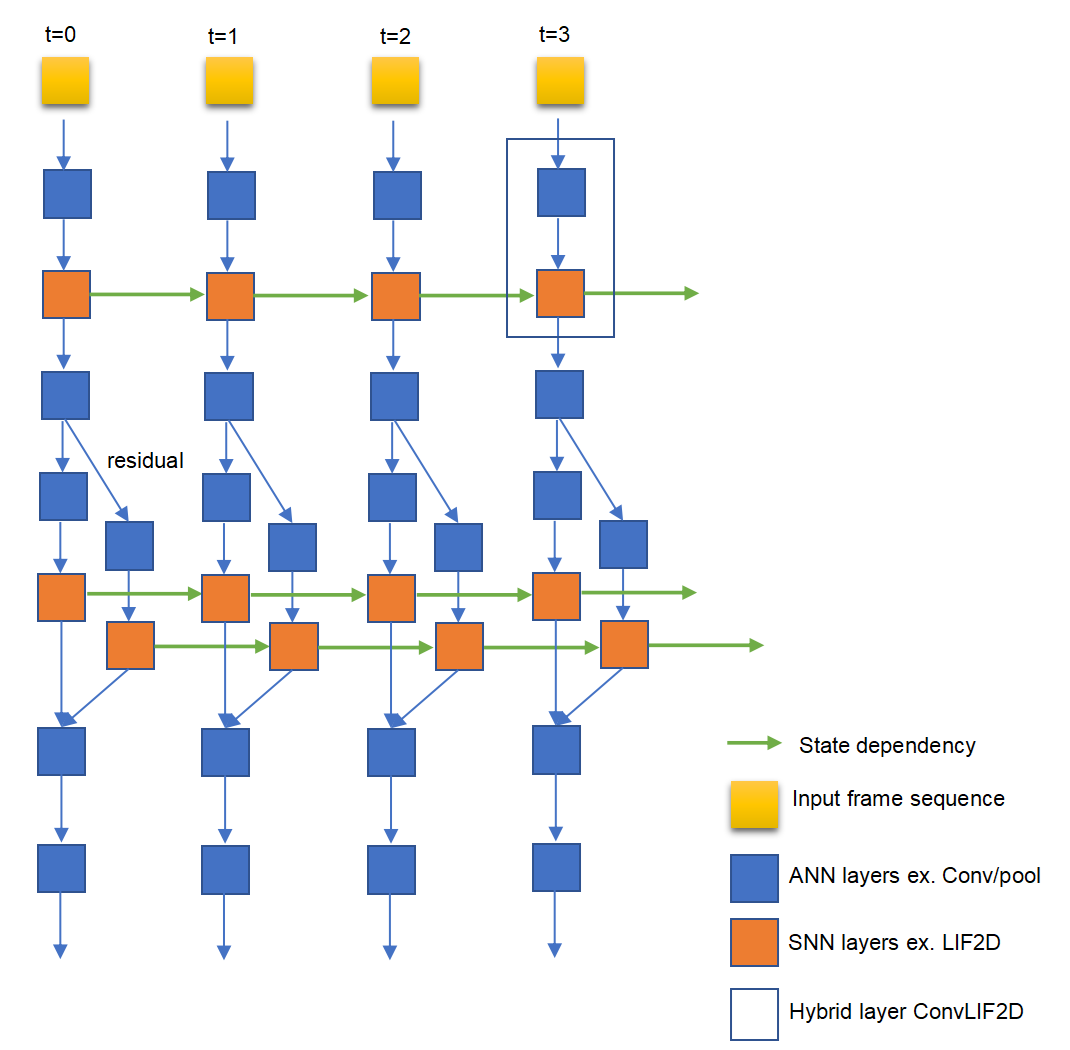 t=0
t=1
t=2
t=3
residual
State dependency
Input frame sequence
ANN layers ex. Conv/pool
SNN layers ex. LIF2D
Hybrid layer ConvLIF2D